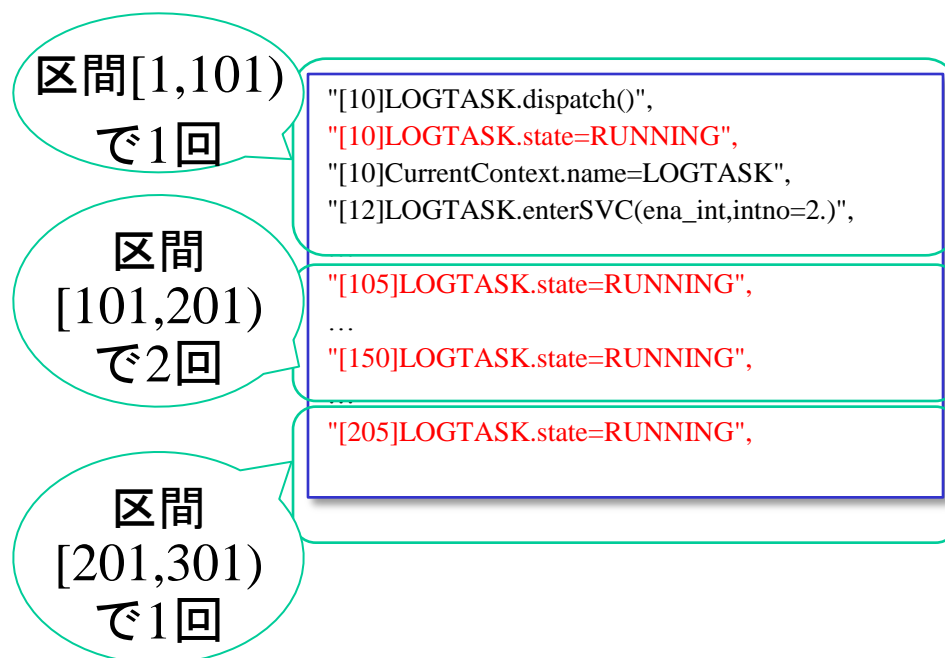 区間[1,101)
で1回
"[10]LOGTASK.dispatch()",
"[10]LOGTASK.state=RUNNING",
"[10]CurrentContext.name=LOGTASK",
"[12]LOGTASK.enterSVC(ena_int,intno=2.)",
…
区間
[101,201)
で2回
"[105]LOGTASK.state=RUNNING",
…
"[150]LOGTASK.state=RUNNING",
…
区間
[201,301)
で1回
"[205]LOGTASK.state=RUNNING",